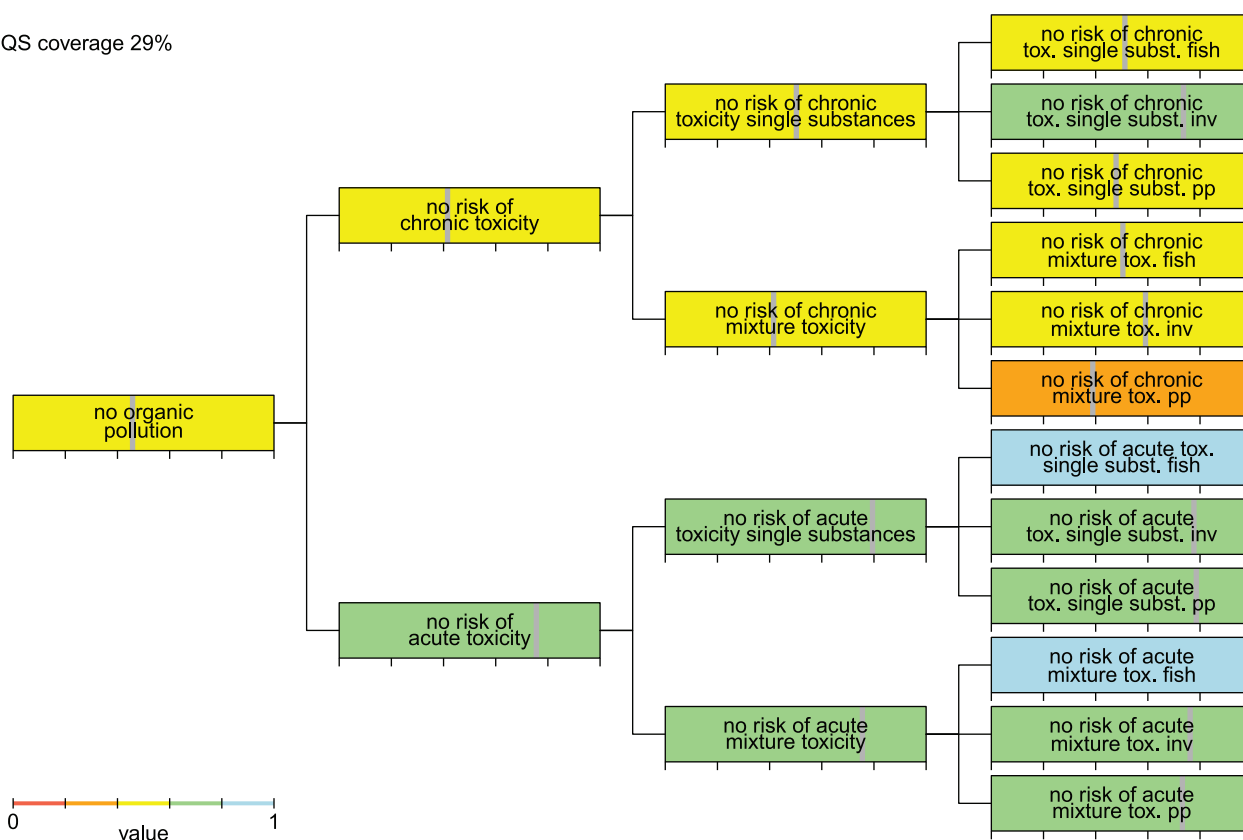 QS coverage 29%
no risk of chronic
tox. single subst. fish
no risk of chronic
toxicity single substances
no risk of chronic
tox. single subst. inv
no risk of chronic
tox. single subst. pp
no risk of
chronic toxicity
no risk of chronic
mixture tox. fish
no risk of chronic
mixture toxicity
no risk of chronic
mixture tox. inv
no risk of chronic
mixture tox. pp
no organic
pollution
no risk of acute tox.
single subst. fish
no risk of acute
toxicity single substances
no risk of acute
tox. single subst. inv
no risk of acute
tox. single subst. pp
no risk of
acute toxicity
no risk of acute
mixture tox. fish
no risk of acute
mixture toxicity
no risk of acute
mixture tox. inv
no risk of acute
mixture tox. pp
0 1
value